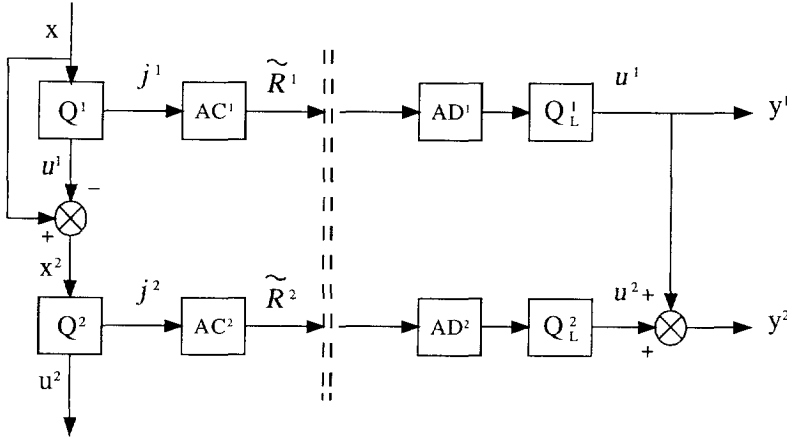 x
j¹ R̃¹ u¹
Q¹ AC¹ AD¹ Q¹L y¹
u¹ −
+
x²
j² R̃² u² +
Q² AC² AD² Q²L y²
+
u²